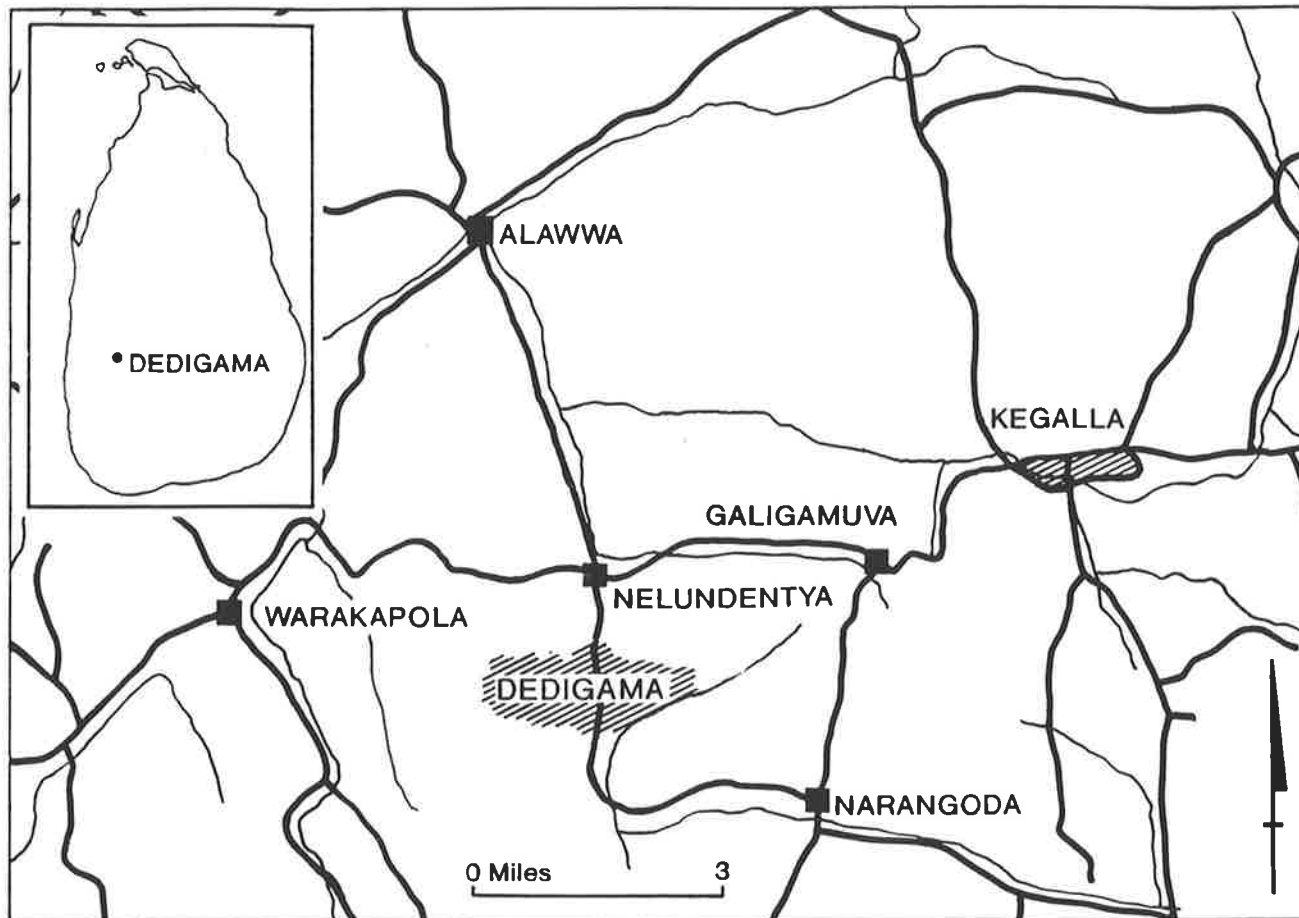 DEDIGAMA
ALAWWA
KEGALLA
GALIGAMUVA
NELUNDENTYA
WARAKAPOLA
DEDIGAMA
NARANGODA
0 Miles 3